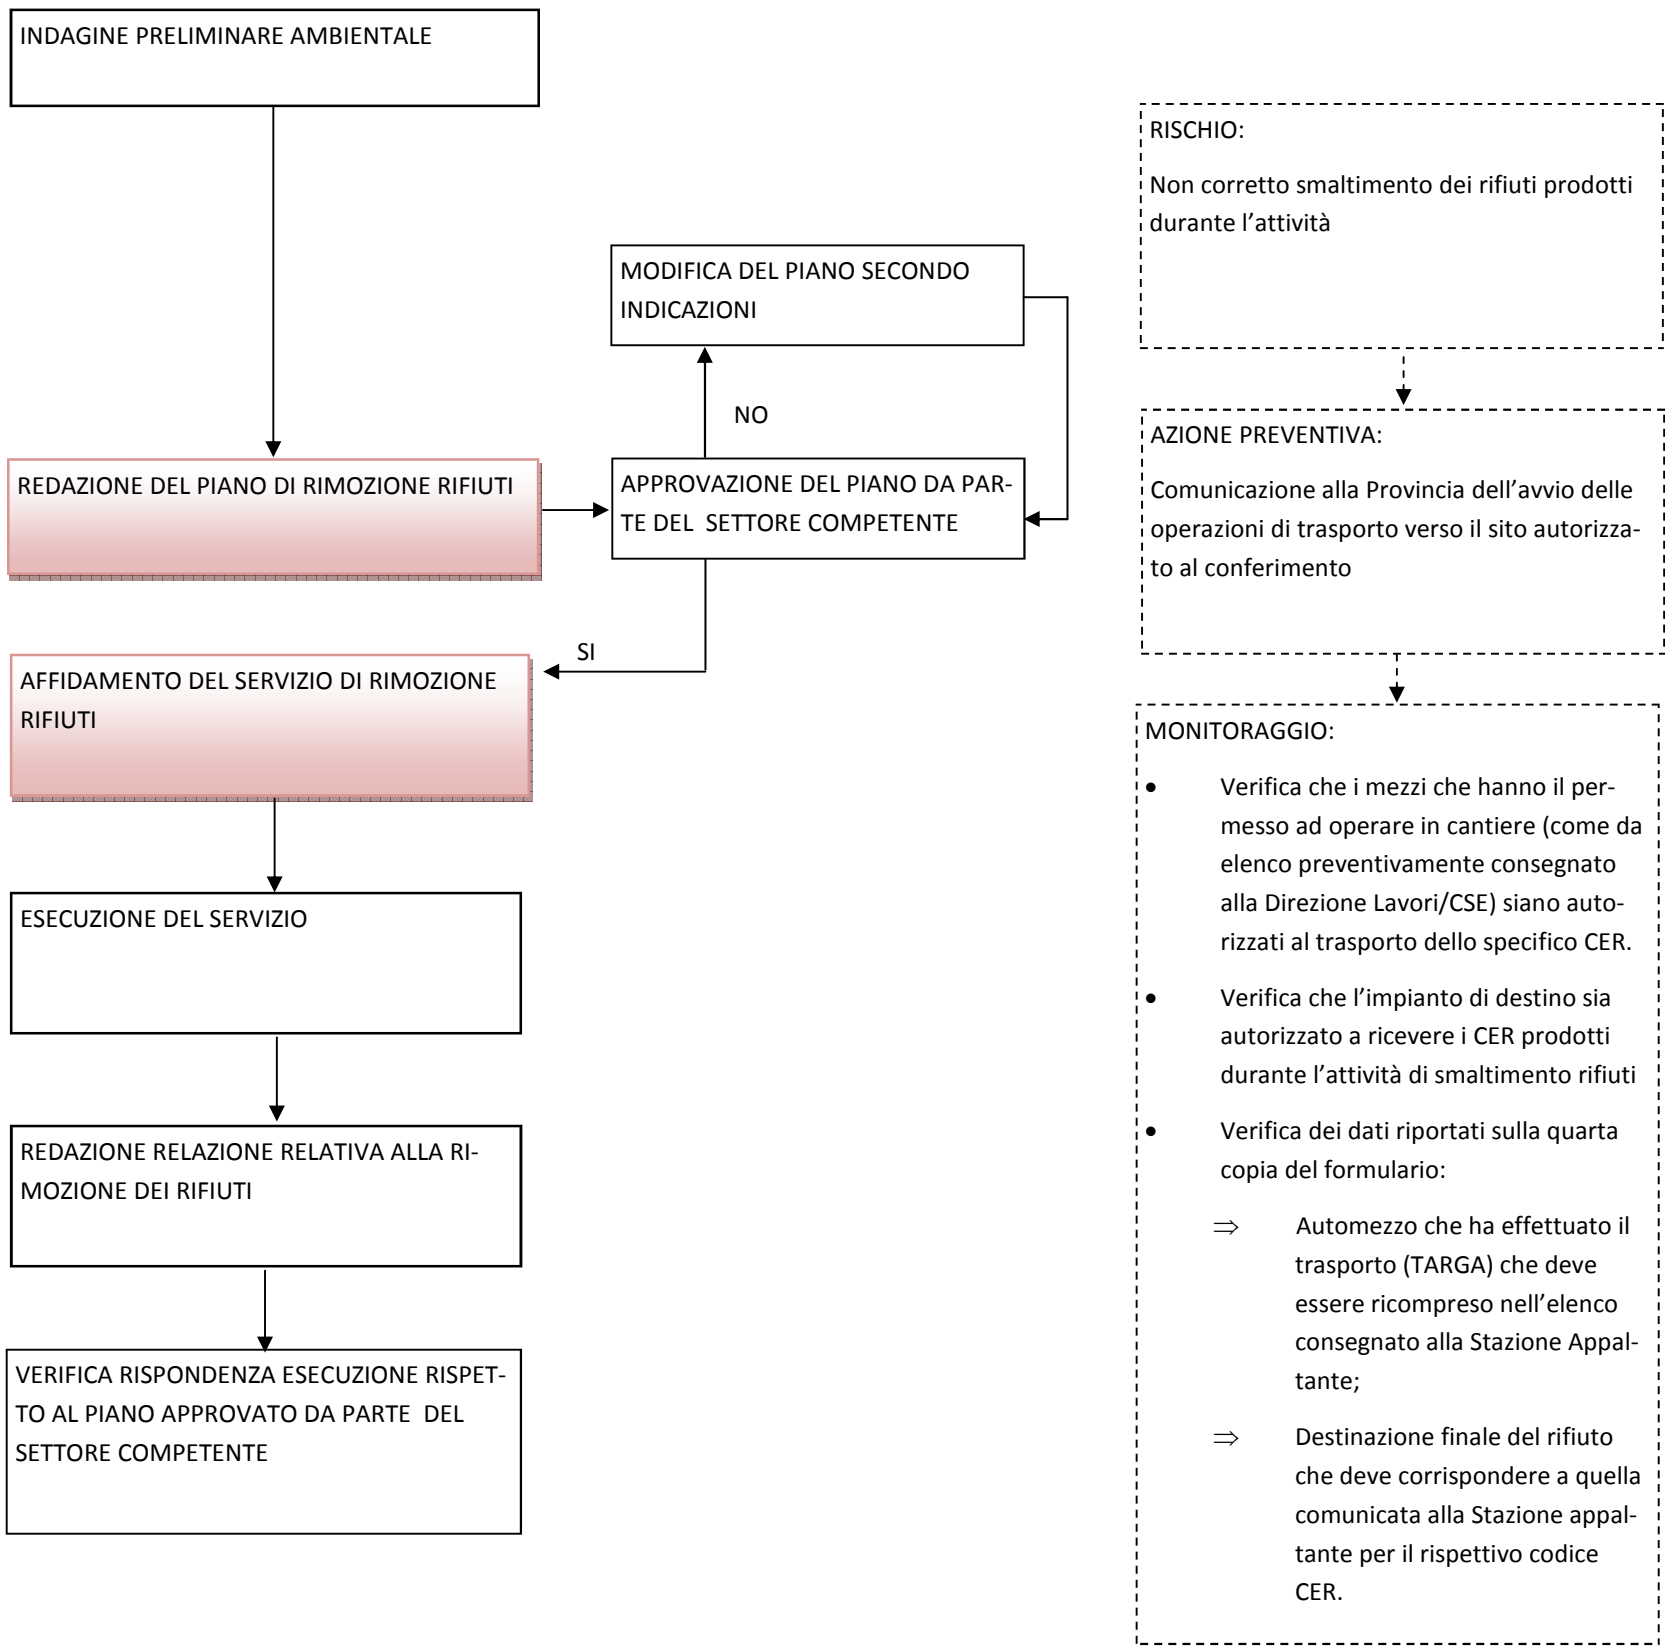 INDAGINE PRELIMINARE AMBIENTALE
MODIFICA DEL PIANO SECONDO
INDICAZIONI
NO
REDAZIONE DEL PIANO DI RIMOZIONE RIFIUTI
APPROVAZIONE DEL PIANO DA PAR-
TE DEL SETTORE COMPETENTE
SI
AFFIDAMENTO DEL SERVIZIO DI RIMOZIONE
RIFIUTI
ESECUZIONE DEL SERVIZIO
REDAZIONE RELAZIONE RELATIVA ALLA RI-
MOZIONE DEI RIFIUTI
VERIFICA RISPONDENZA ESECUZIONE RISPET-
TO AL PIANO APPROVATO DA PARTE DEL
SETTORE COMPETENTE
RISCHIO:
Non corretto smaltimento dei rifiuti prodotti
durante l’attività
AZIONE PREVENTIVA:
Comunicazione alla Provincia dell’avvio delle
operazioni di trasporto verso il sito autorizza-
to al conferimento
MONITORAGGIO:
• Verifica che i mezzi che hanno il per-
messo ad operare in cantiere (come da
elenco preventivamente consegnato
alla Direzione Lavori/CSE) siano auto-
rizzati al trasporto dello specifico CER.
• Verifica che l’impianto di destino sia
autorizzato a ricevere i CER prodotti
durante l’attività di smaltimento rifiuti
• Verifica dei dati riportati sulla quarta
copia del formulario:
⇒ Automezzo che ha effettuato il
trasporto (TARGA) che deve
essere ricompreso nell’elenco
consegnato alla Stazione Appal-
tante;
⇒ Destinazione finale del rifiuto
che deve corrispondere a quella
comunicata alla Stazione appal-
tante per il rispettivo codice
CER.